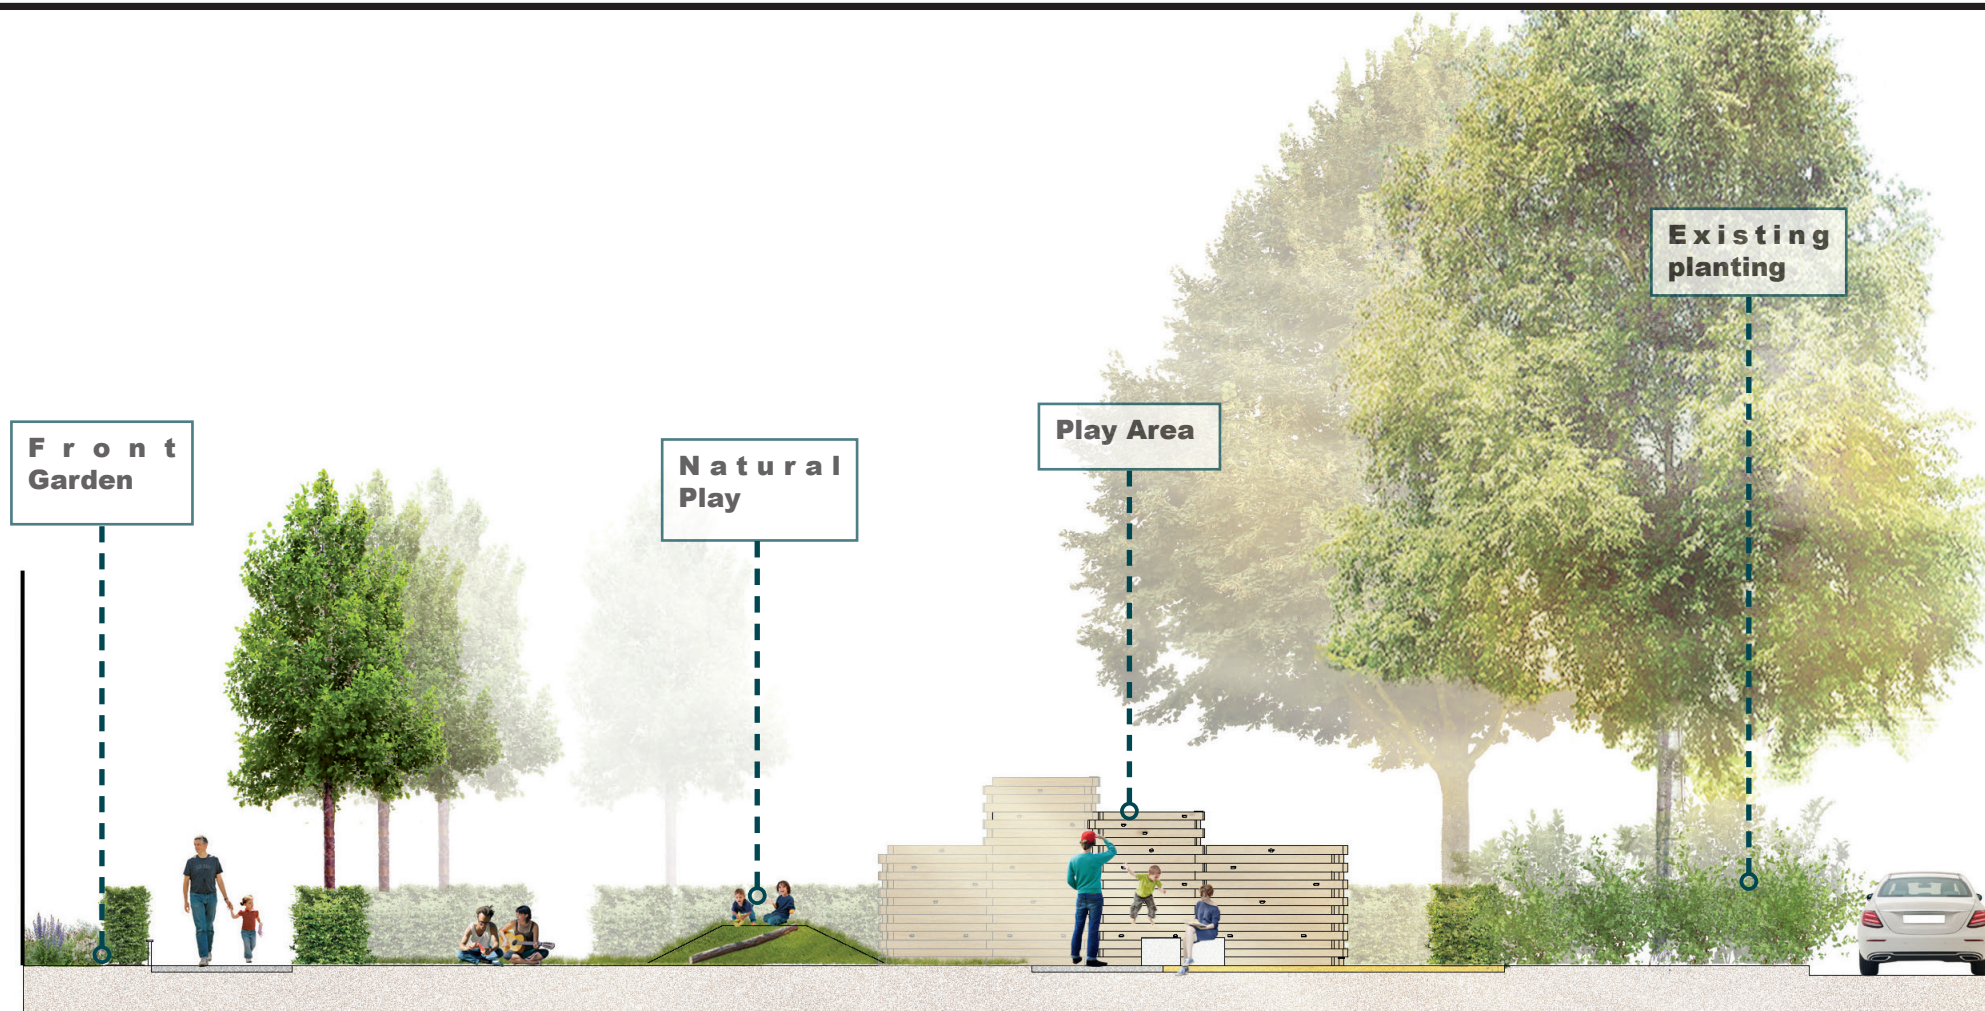 Front
Garden
Natural
Play
Play Area
Existing
planting